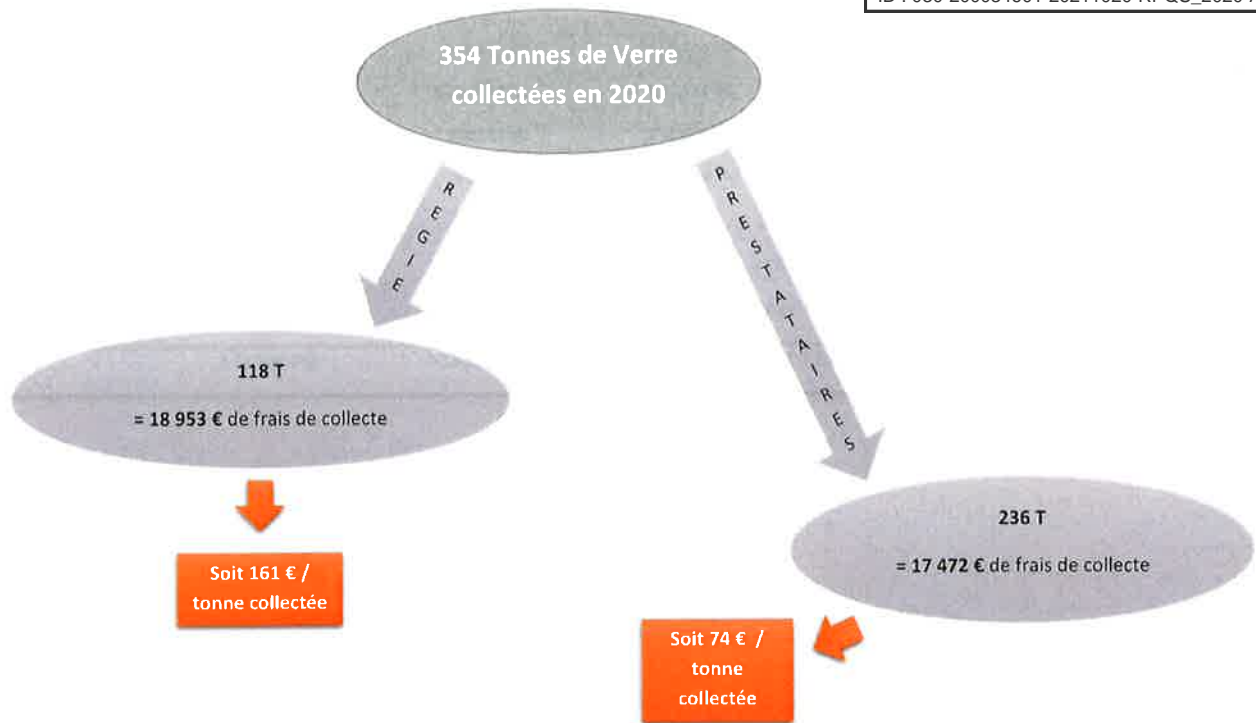 354 Tonnes de Verre
collectées en 2020
REGIE
PRESTATAIRES
118 T
= 18 953 € de frais de collecte
Soit 161 € /
tonne collectée
236 T
= 17 472 € de frais de collecte
Soit 74 € /
tonne
collectée